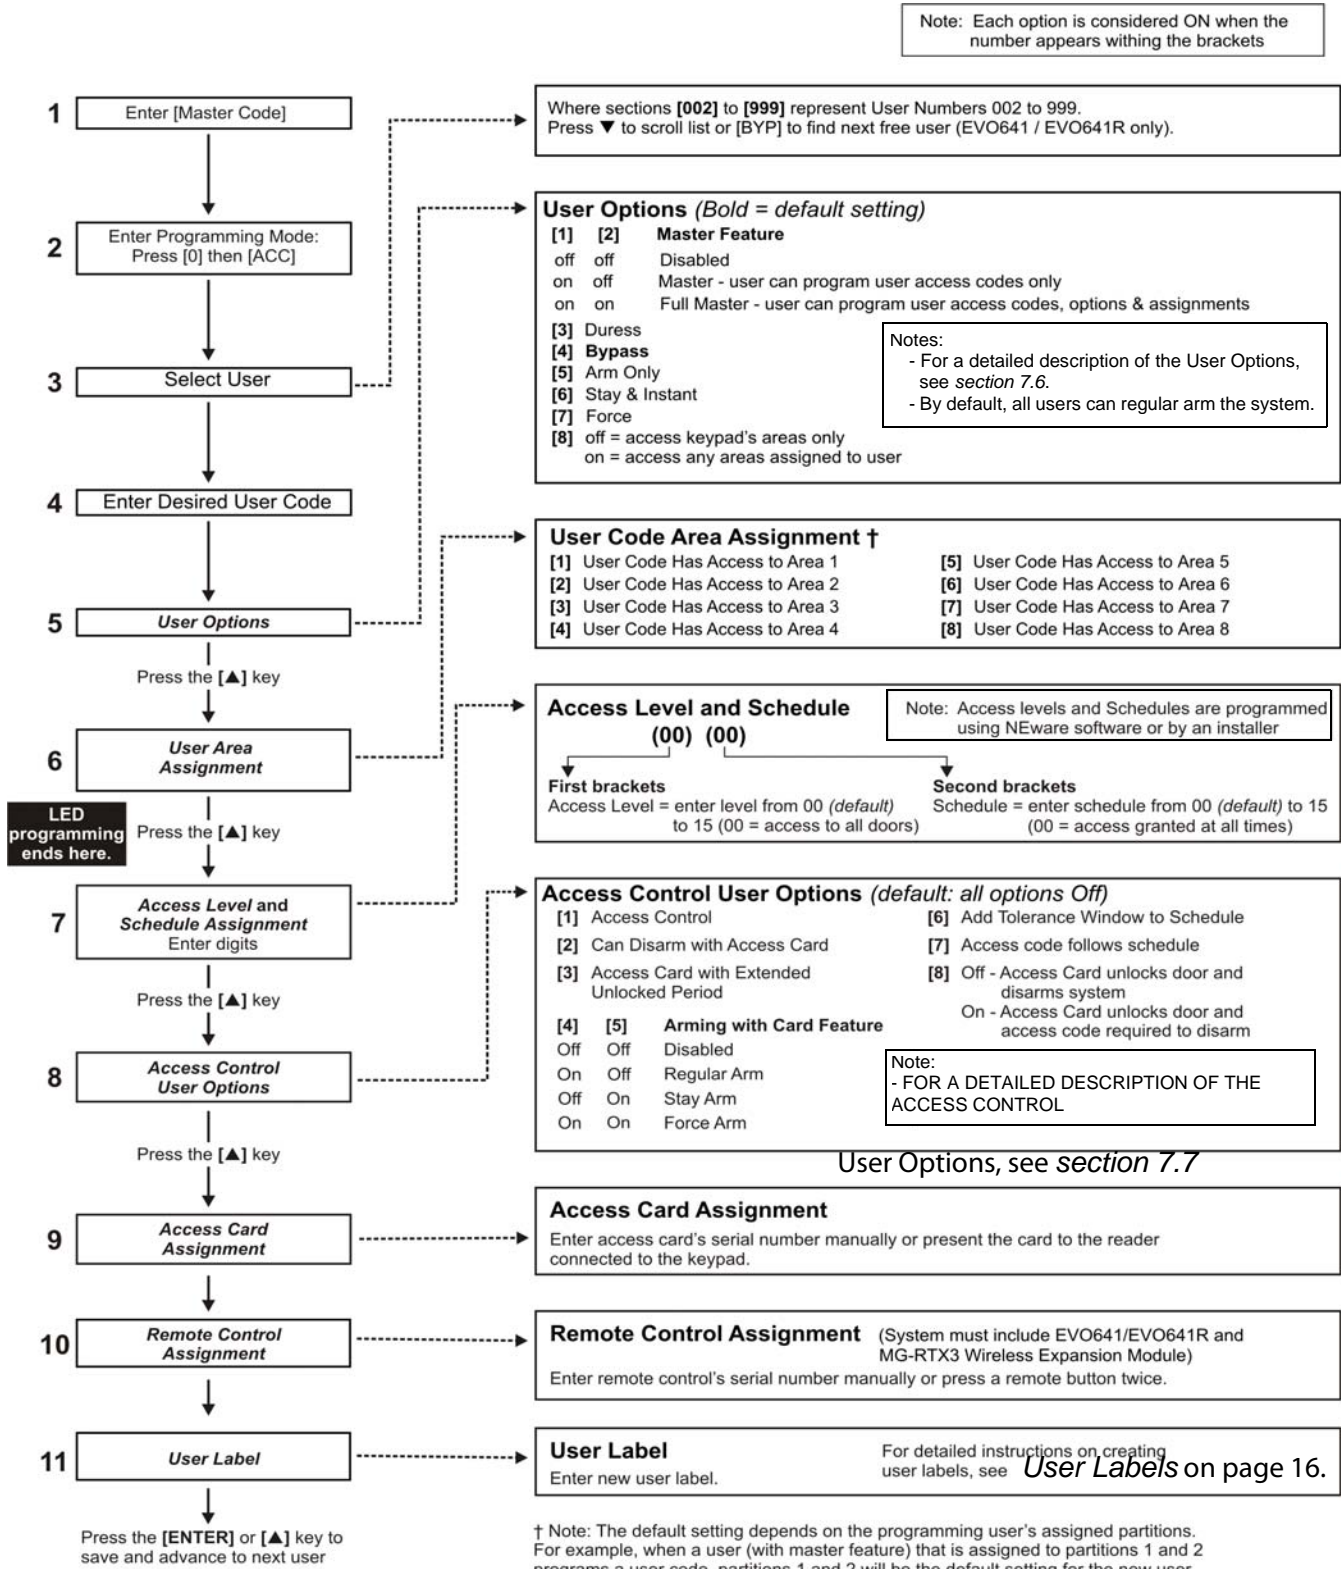 Note: Each option is considered ON when the
number appears withing the brackets
1
Enter [Master Code]
Where sections [002] to [999] represent User Numbers 002 to 999.
Press ▼ to scroll list or [BYP] to find next free user (EVO641 / EVO641R only).
2
Enter Programming Mode:
Press [0] then [ACC]
User Options (Bold = default setting)
[1] [2] Master Feature
off off Disabled
on off Master - user can program user access codes only
on on Full Master - user can program user access codes, options & assignments
[3] Duress
[4] Bypass
[5] Arm Only
[6] Stay & Instant
[7] Force
[8] off = access keypad's areas only
on = access any areas assigned to user
Notes:
- For a detailed description of the User Options,
see section 7.6.
- By default, all users can regular arm the system.
3
Select User
4
Enter Desired User Code
User Code Area Assignment †
[1] User Code Has Access to Area 1
[2] User Code Has Access to Area 2
[3] User Code Has Access to Area 3
[4] User Code Has Access to Area 4
[5] User Code Has Access to Area 5
[6] User Code Has Access to Area 6
[7] User Code Has Access to Area 7
[8] User Code Has Access to Area 8
5
User Options
Press the [▲] key
6
User Area
Assignment
Access Level and Schedule
(00) (00)
Note: Access levels and Schedules are programmed
using NEware software or by an installer
First brackets
Access Level = enter level from 00 (default)
to 15 (00 = access to all doors)
Second brackets
Schedule = enter schedule from 00 (default) to 15
(00 = access granted at all times)
LED
programming
ends here.
Press the [▲] key
7
Access Level and
Schedule Assignment
Enter digits
Access Control User Options (default: all options Off)
[1] Access Control
[2] Can Disarm with Access Card
[3] Access Card with Extended
Unlocked Period
[4] [5] Arming with Card Feature
Off Off Disabled
On Off Regular Arm
Off On Stay Arm
On On Force Arm
[6] Add Tolerance Window to Schedule
[7] Access code follows schedule
[8] Off - Access Card unlocks door and
disarms system
On - Access Card unlocks door and
access code required to disarm
Note:
- FOR A DETAILED DESCRIPTION OF THE
ACCESS CONTROL
User Options, see section 7.7
Press the [▲] key
8
Access Control
User Options
Press the [▲] key
9
Access Card
Assignment
Access Card Assignment
Enter access card's serial number manually or present the card to the reader
connected to the keypad.
10
Remote Control
Assignment
Remote Control Assignment (System must include EVO641/EVO641R and
MG-RTX3 Wireless Expansion Module)
Enter remote control's serial number manually or press a remote button twice.
11
User Label
User Label
Enter new user label.
For detailed instructions on creating
user labels, see User Labels on page 16.
Press the [ENTER] or [▲] key to
save and advance to next user
† Note: The default setting depends on the programming user's assigned partitions.
For example, when a user (with master feature) that is assigned to partitions 1 and 2
programs a user code, partitions 1 and 2 will be the default setting for the new user